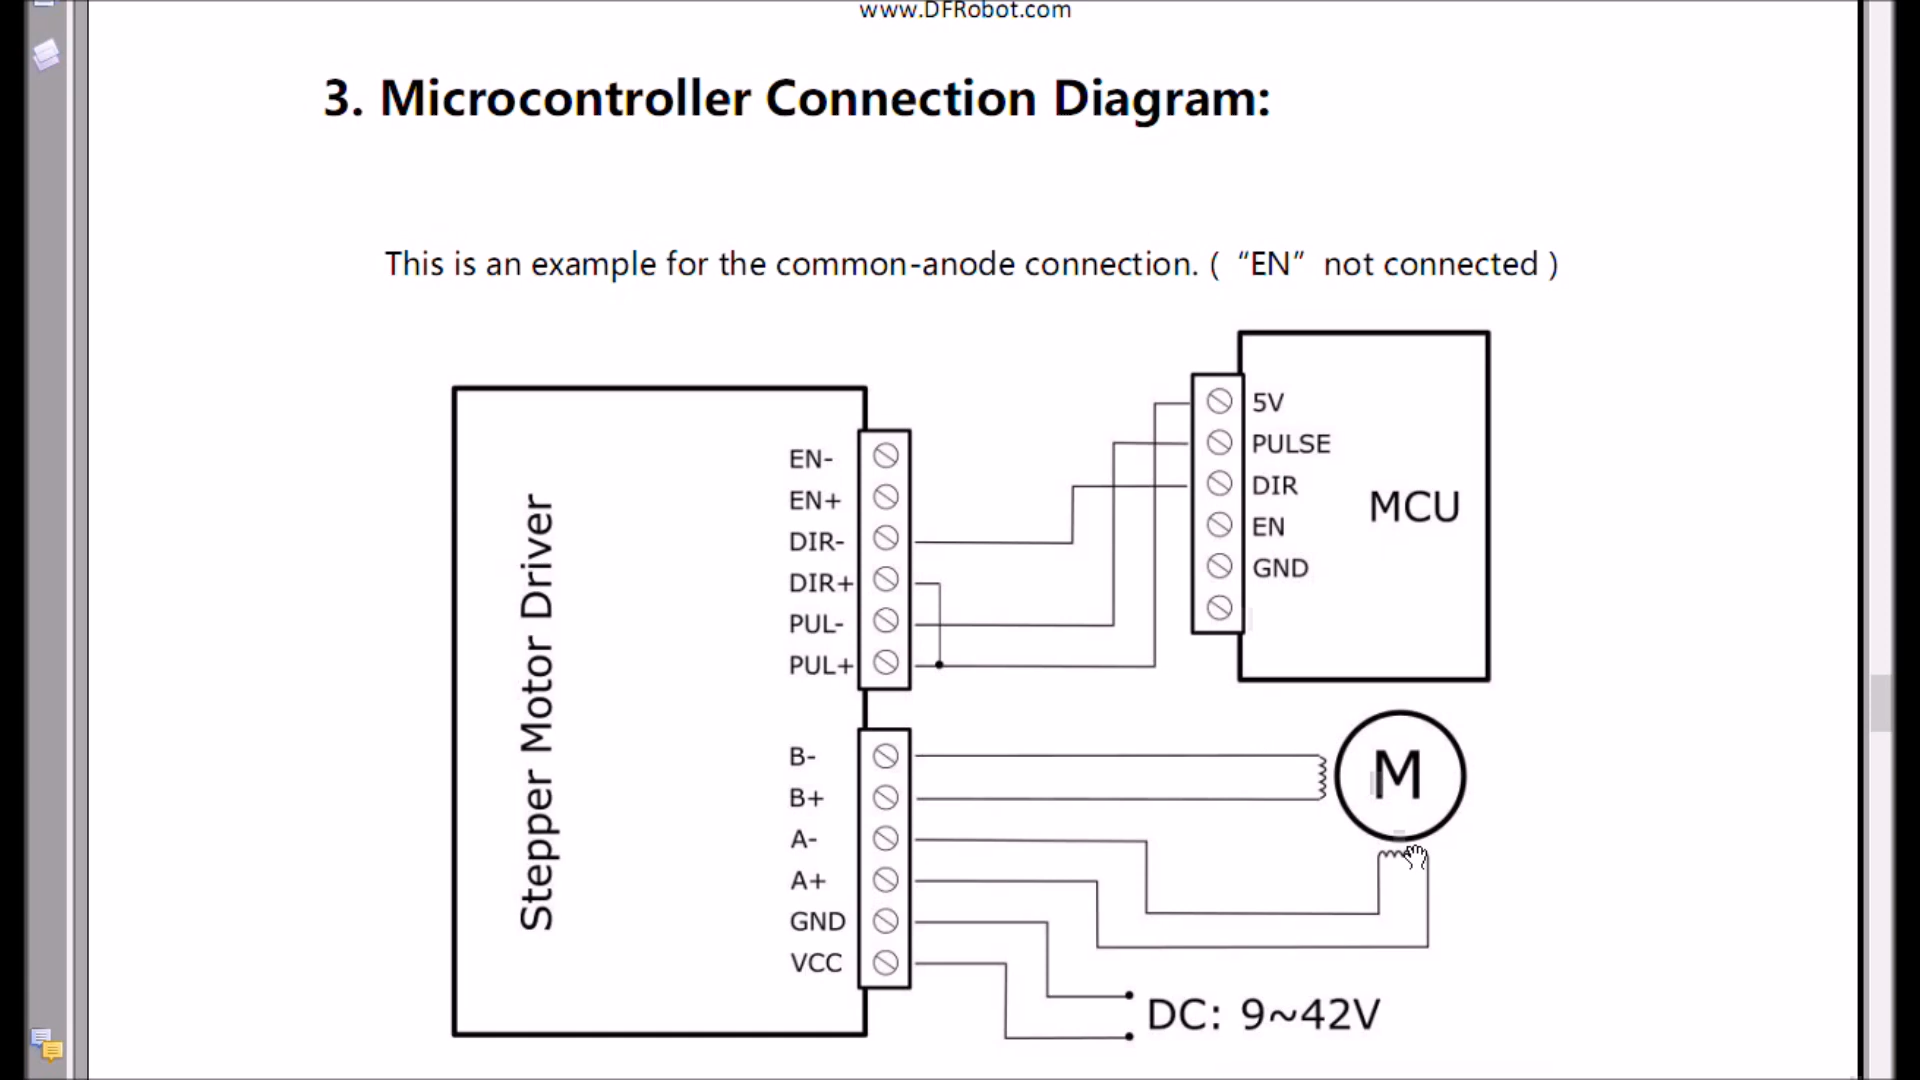 www.DFRobot.com
3. Microcontroller Connection Diagram:
This is an example for the common-anode connection. ( “EN” not connected )
Stepper Motor Driver
EN-
EN+
DIR-
DIR+
PUL-
PUL+
B-
B+
A-
A+
GND
VCC
5V
PULSE
DIR
EN
GND
MCU
M
DC: 9~42V